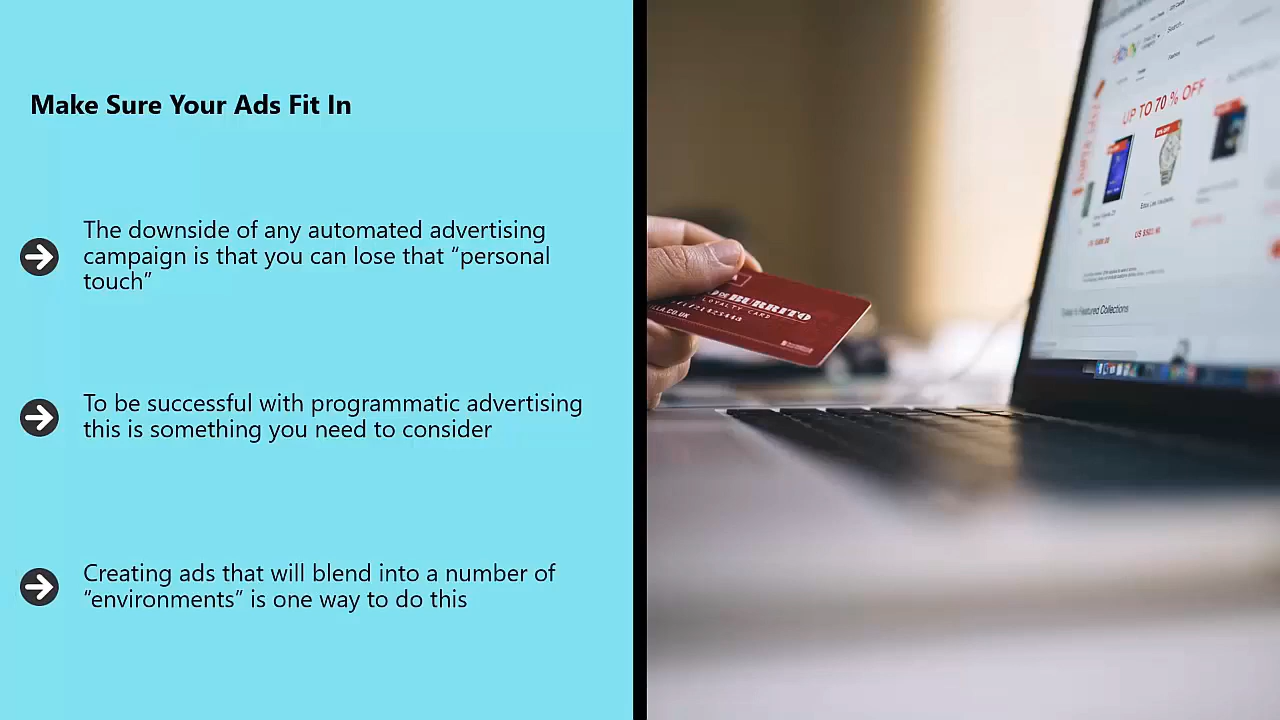 Make Sure Your Ads Fit In
The downside of any automated advertising
campaign is that you can lose that “personal
touch”
To be successful with programmatic advertising
this is something you need to consider
Creating ads that will blend into a number of
“environments” is one way to do this
UP TO 70 % OFF
BURRITO
LOYALTY CARD
Featured Collections